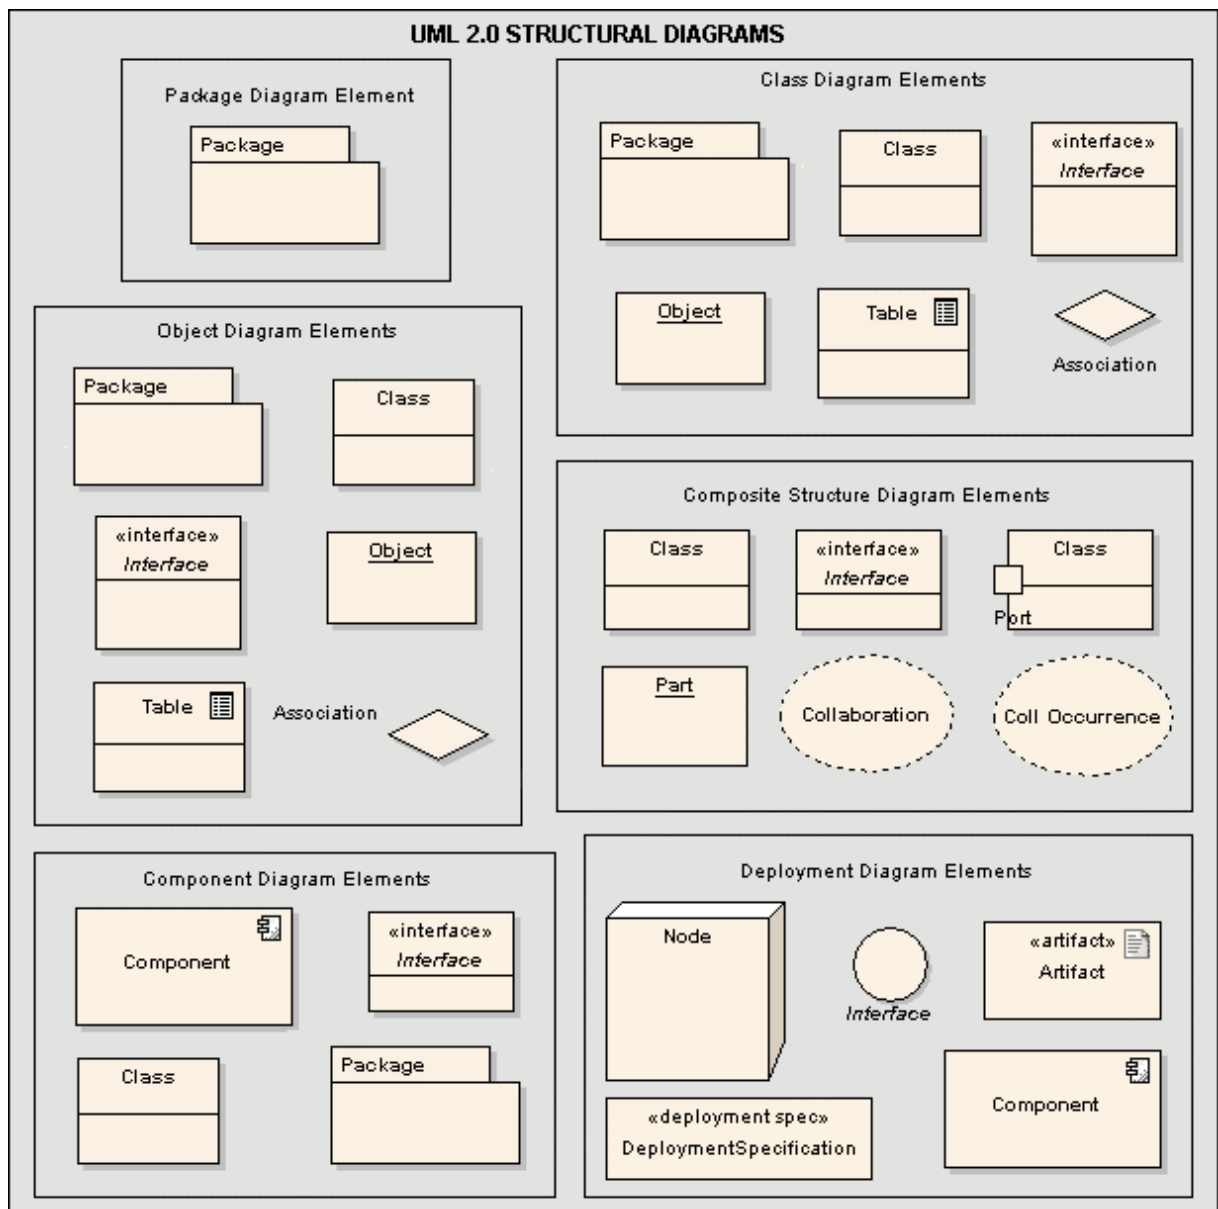 UML 2.0 STRUCTURAL DIAGRAMS
Package Diagram Element
Package
Class Diagram Elements
Package
Class
«interface»
Interface
Object
Table
Association
Object Diagram Elements
Package
Class
«interface»
Interface
Object
Table
Association
Composite Structure Diagram Elements
Class
«interface»
Interface
Class
Port
Part
Collaboration
Coll Occurrence
Component Diagram Elements
Component
«interface»
Interface
Class
Package
Deployment Diagram Elements
Node
Interface
«artifact»
Artifact
«deployment spec»
DeploymentSpecification
Component